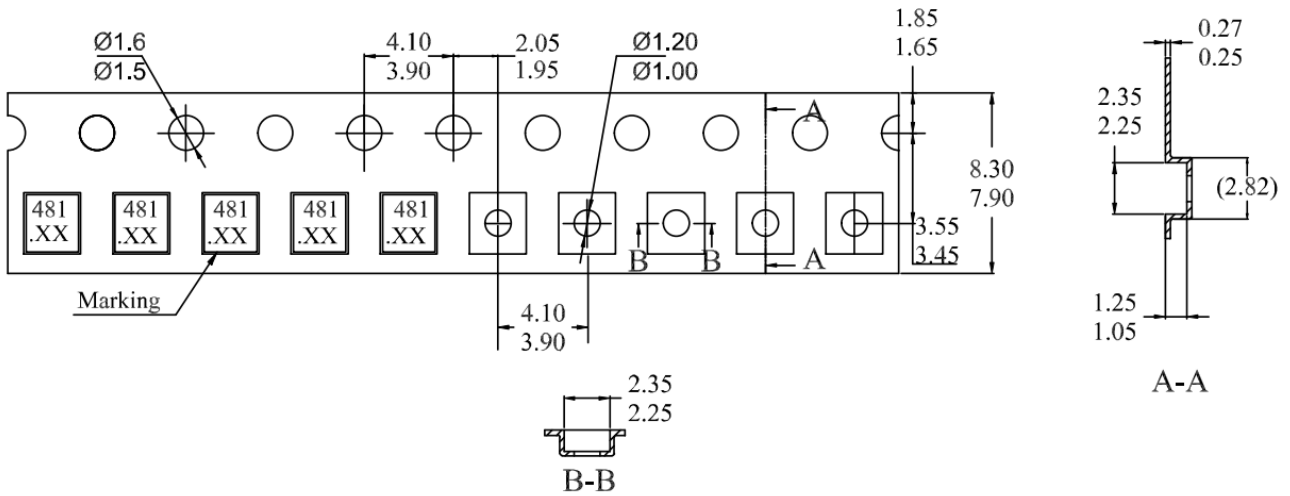 Ø1.6
Ø1.5
4.10
3.90
2.05
1.95
Ø1.20
Ø1.00
1.85
1.65
0.27
0.25
A
2.35
2.25
8.30
7.90
(2.82)
481
.XX
481
.XX
481
.XX
481
.XX
481
.XX
3.55
3.45
B
B
A
Marking
4.10
3.90
1.25
1.05
A-A
2.35
2.25
B-B